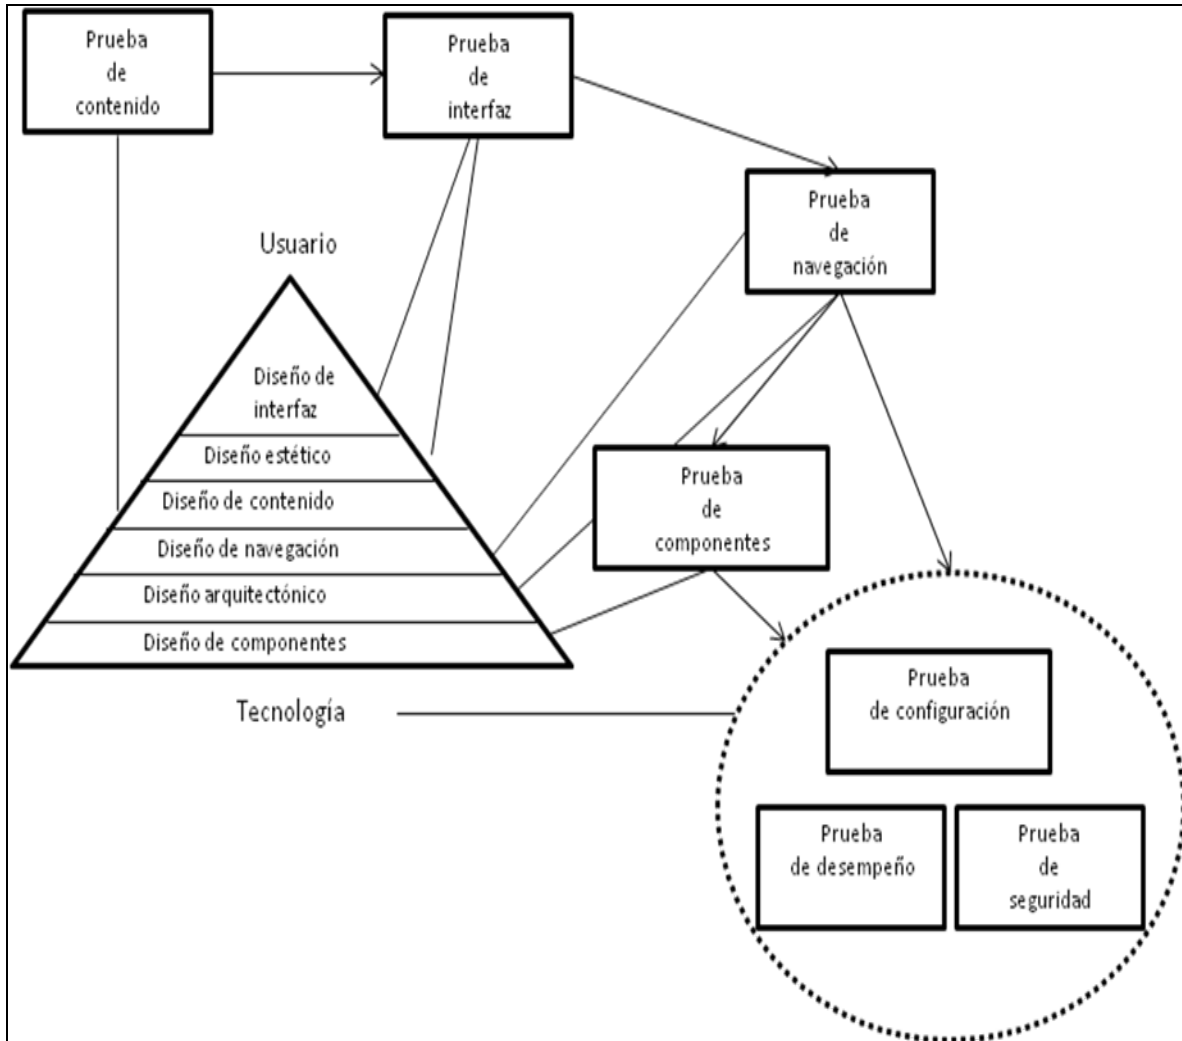 Prueba
de
contenido
Prueba
de
interfaz
Prueba
de
navegación
Usuario
Diseño de
interfaz
Diseño estético
Diseño de contenido
Diseño de navegación
Diseño arquitectónico
Diseño de componentes
Tecnología
Prueba
de
componentes
Prueba
de configuración
Prueba
de desempeño
Prueba
de
seguridad